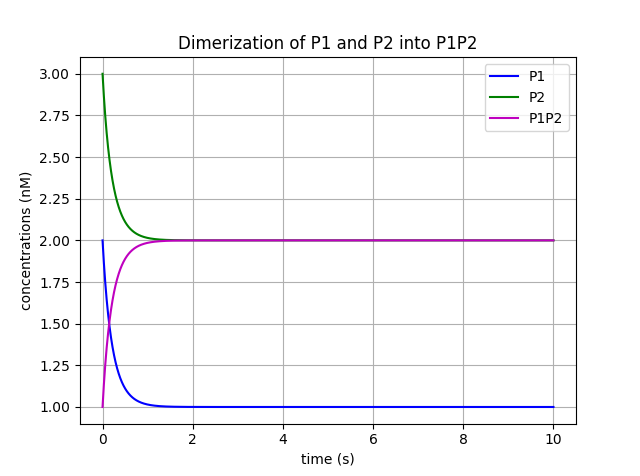 Dimerization of P1 and P2 into P1P2
P1
P2
P1P2
concentrations (nM)
3.00
2.75
2.50
2.25
2.00
1.75
1.50
1.25
1.00
0 2 4 6 8 10
time (s)